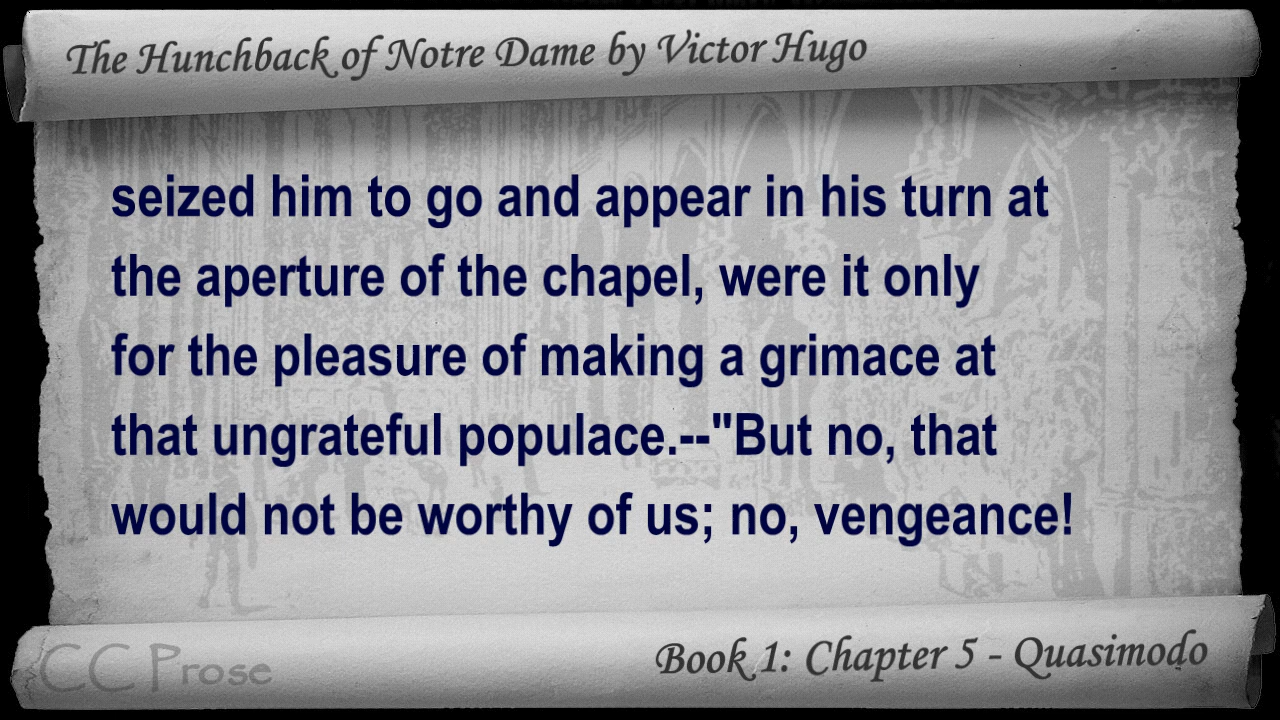 The Hunchback of Notre Dame by Victor Hugo
seized him to go and appear in his turn at
the aperture of the chapel, were it only
for the pleasure of making a grimace at
that ungrateful populace.--"But no, that
would not be worthy of us; no, vengeance!
CC Prose
Book 1: Chapter 5 - Quasimodo